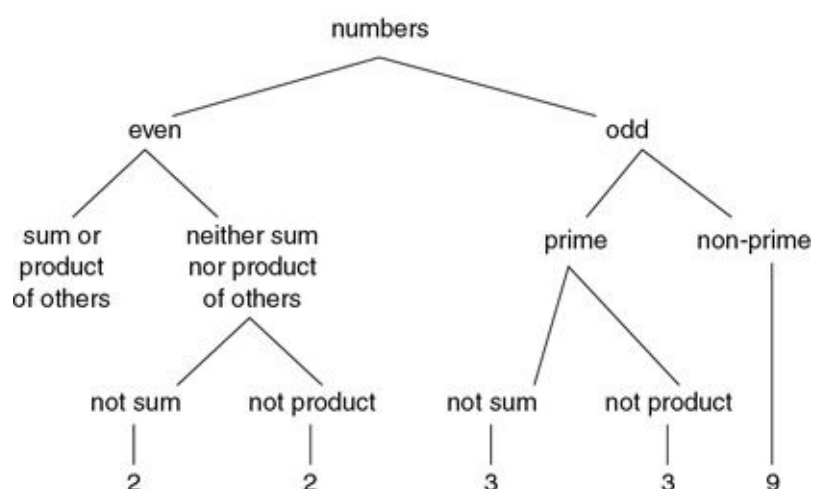 numbers
even
odd
sum or
product
of others
neither sum
nor product
of others
prime
non-prime
not sum
not product
not sum
not product
2
2
3
3
9